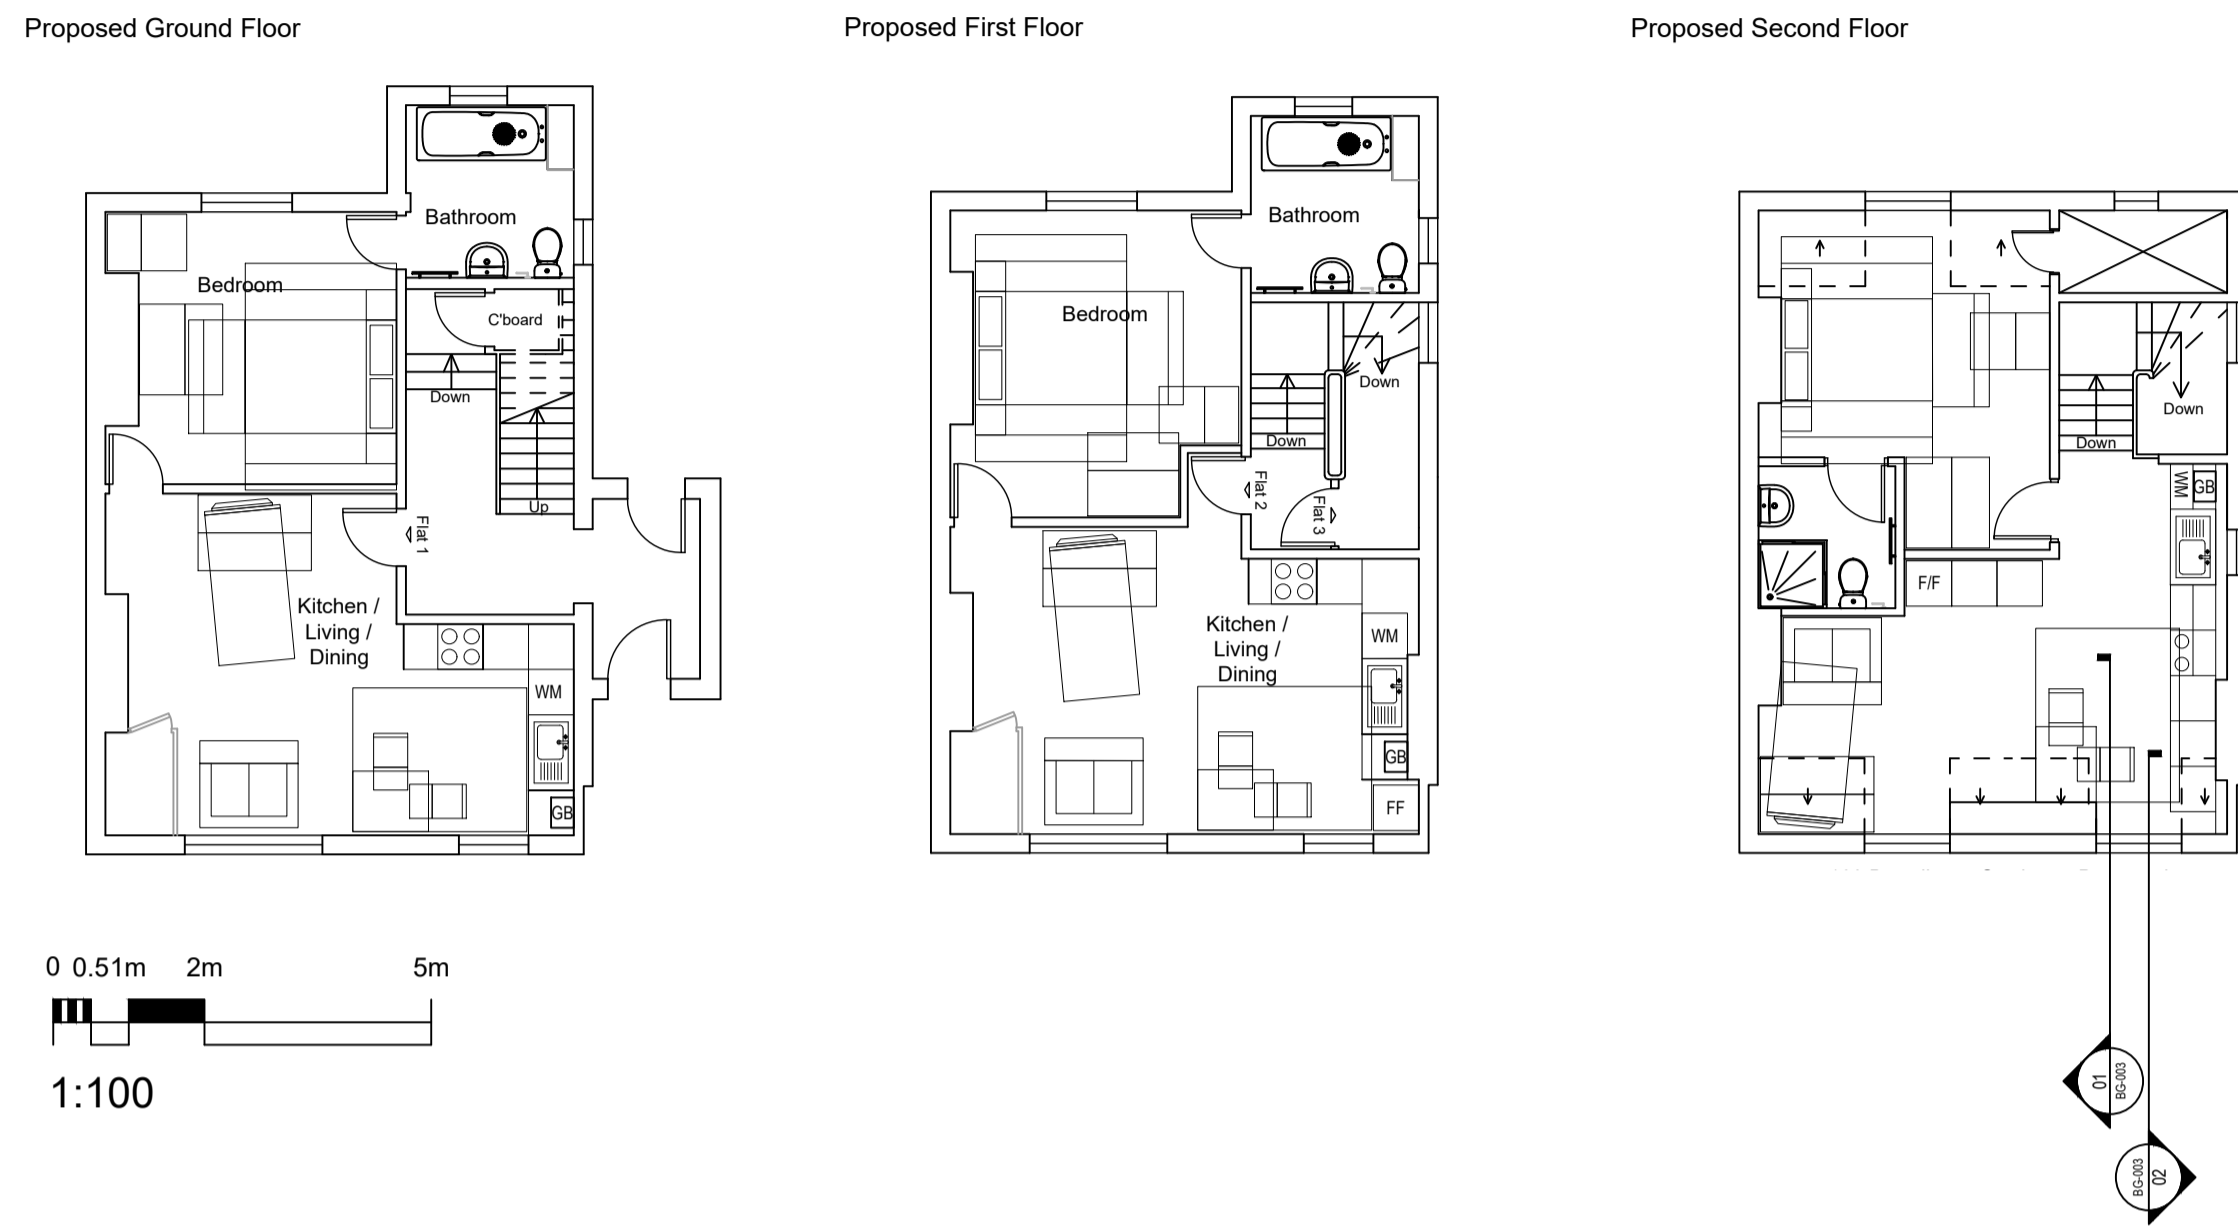 Proposed Ground Floor
Proposed First Floor
Proposed Second Floor
Bathroom
Bedroom
C'board
Down
Up
Flat 1
Kitchen /
Living /
Dining
WM
GB
Bathroom
Bedroom
Down
Down
Flat 2
Flat 3
Kitchen /
Living /
Dining
WM
GB
FF
Down
Down
WM
GB
F/F
0 0.51m 2m 5m
1:100
01
BG-003
BG-003
02